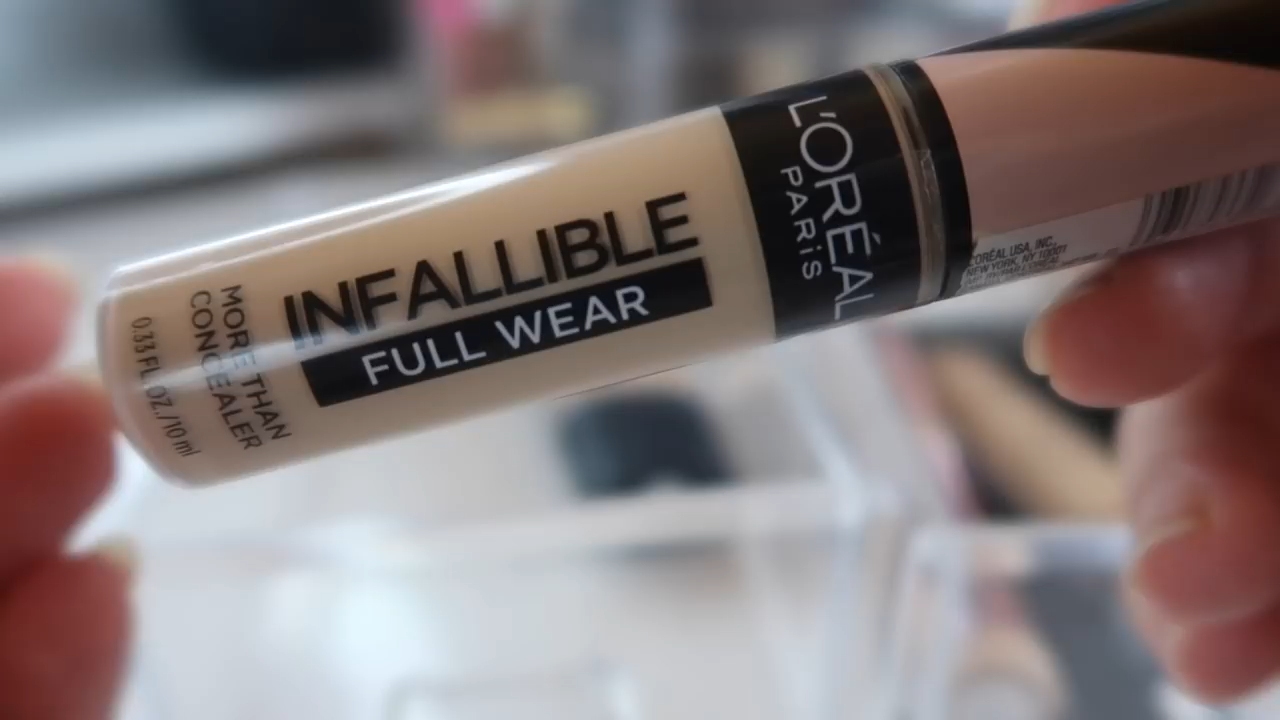 INFALLIBLE
FULL WEAR
MORE THAN
CONCEALER
0.33 FL.OZ./10 ml
L'ORÉAL
PARiS
L'ORÉAL USA, INC.
NEW YORK, NY 10001